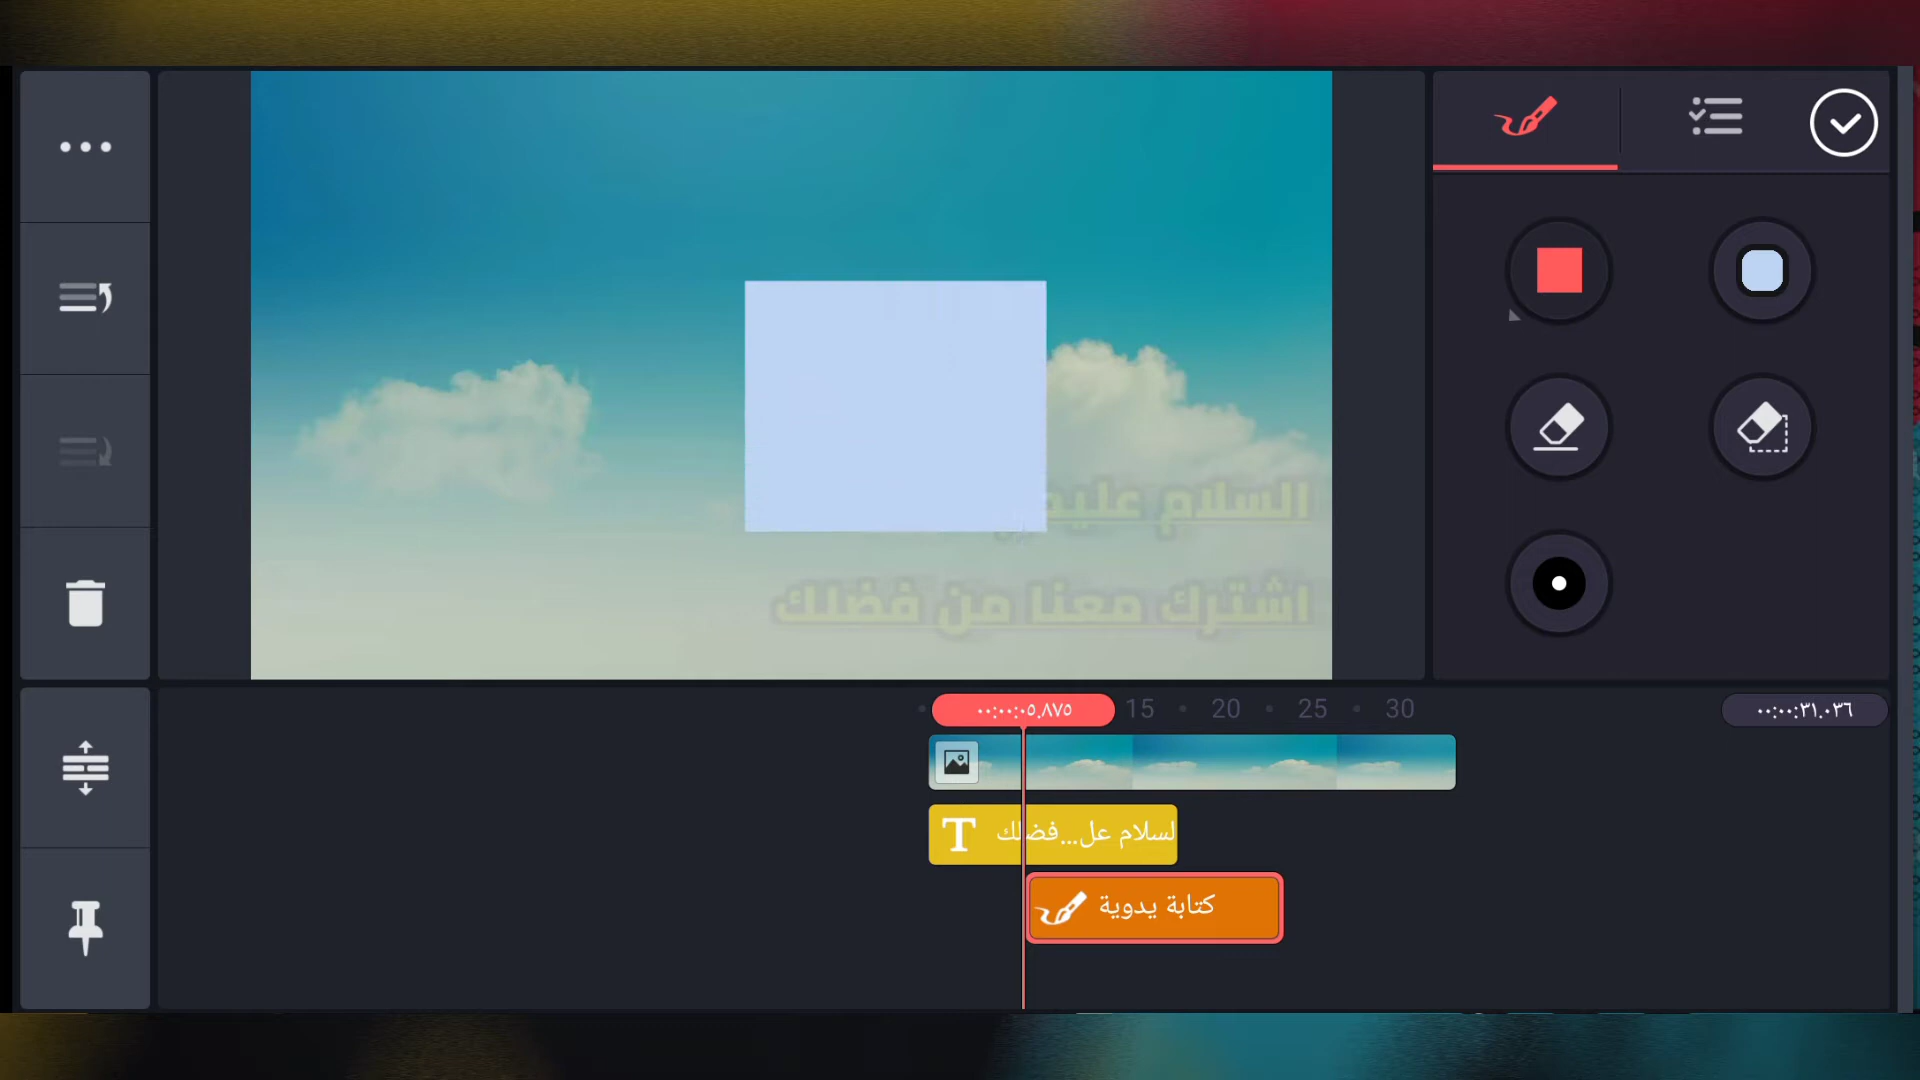 السلام عليم
اشترك معنا من فضلك
٠٠:٠٠:٠٥.٨٧٥
15
20
25
30
٠٠:٠٠:٣١.٠٣٦
T
لسلام عل...فضلك
كتابة يدوية